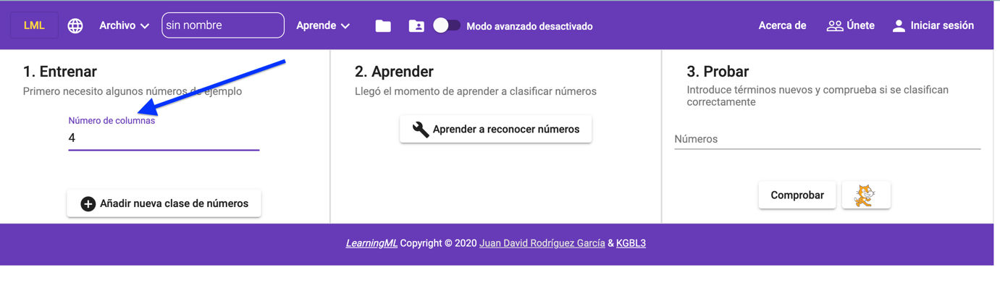 LML Archivo sin nombre Aprende Modo avanzado desactivado Acerca de Únete Iniciar sesión
1. Entrenar
Primero necesito algunos números de ejemplo
Número de columnas
4
Añadir nueva clase de números
2. Aprender
Llegó el momento de aprender a clasificar números
Aprender a reconocer números
3. Probar
Introduce términos nuevos y comprueba si se clasifican
correctamente
Números
Comprobar
LearningML Copyright © 2020 Juan David Rodríguez García & KGBL3